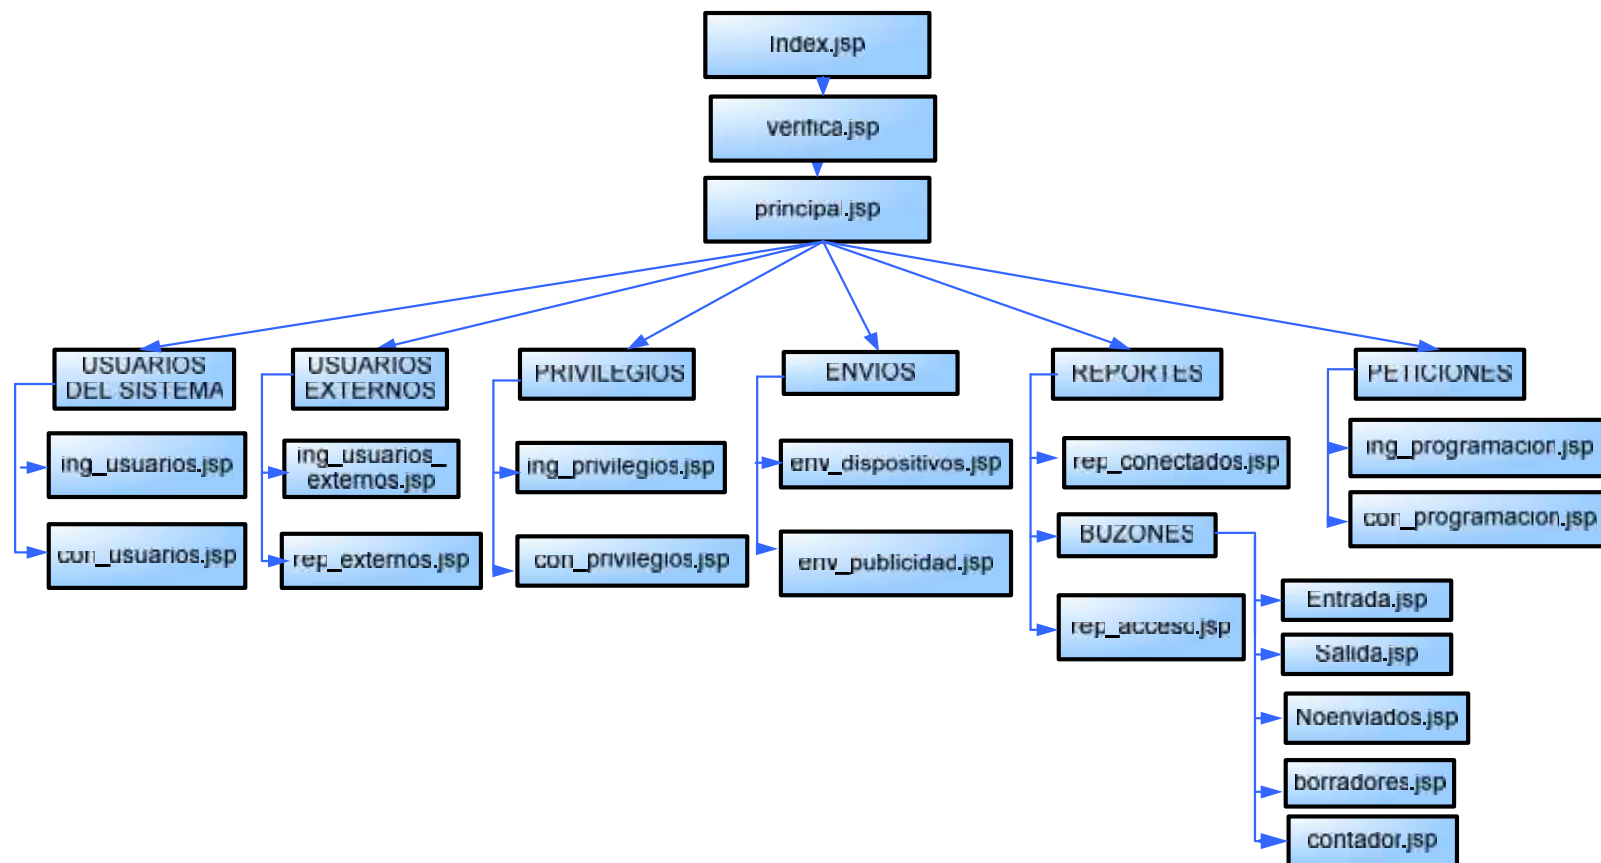 Index.jsp
verifica.jsp
principal.jsp
USUARIOS
DEL SISTEMA
USUARIOS
EXTERNOS
PRIVILEGIOS
ENVIOS
REPORTES
PETICIONES
ing_usuarios.jsp
con_usuarios.jsp
ing_usuarios_
externos.jsp
rep_externos.jsp
ing_privilegios.jsp
con_privilegios.jsp
env_dispositivos.jsp
env_publicidad.jsp
rep_conectados.jsp
BUZONES
rep_acceso.jsp
Entrada.jsp
Salida.jsp
Noenviados.jsp
borradores.jsp
contador.jsp
ing_programacion.jsp
con_programacion.jsp